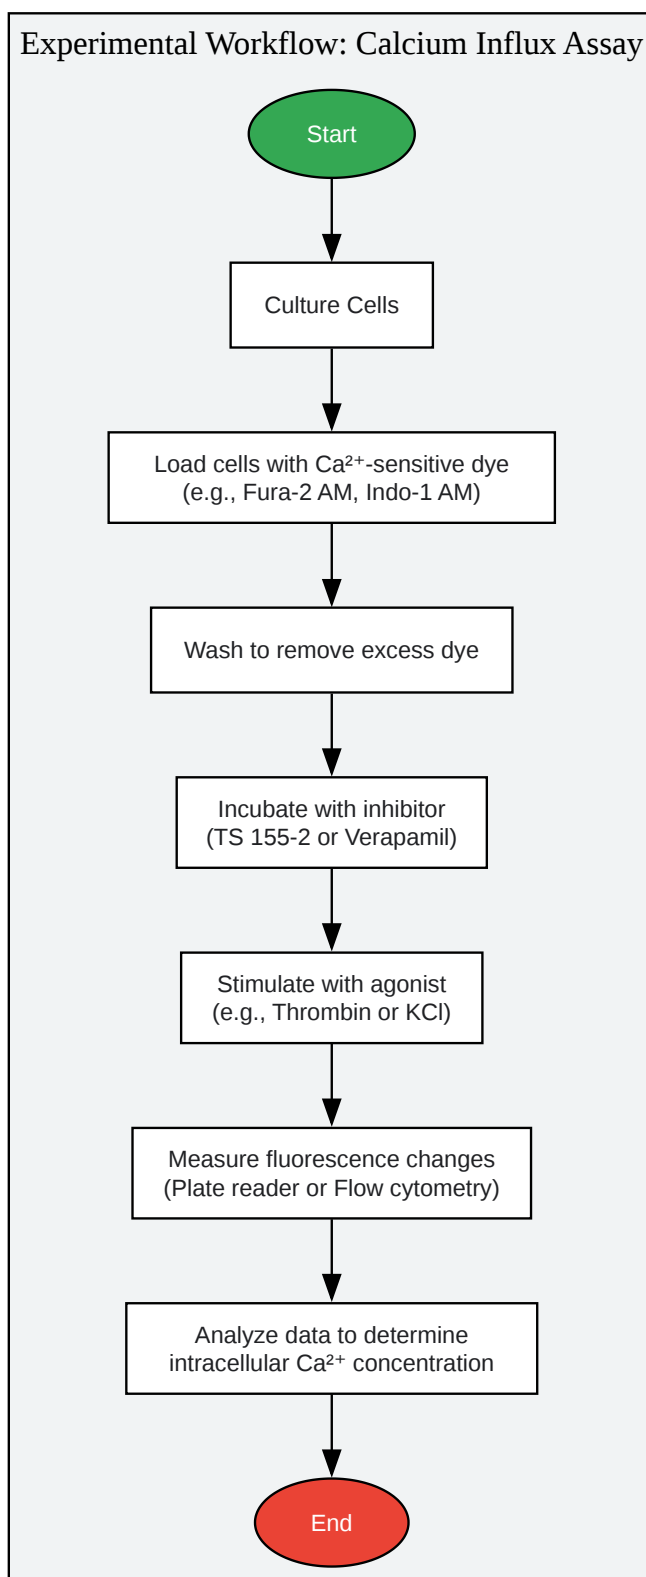 Experimental Workflow: Calcium Influx Assay
Start
Culture Cells
Load cells with Ca²⁺-sensitive dye
(e.g., Fura-2 AM, Indo-1 AM)
Wash to remove excess dye
Incubate with inhibitor
(TS 155-2 or Verapamil)
Stimulate with agonist
(e.g., Thrombin or KCl)
Measure fluorescence changes
(Plate reader or Flow cytometry)
Analyze data to determine
intracellular Ca²⁺ concentration
End